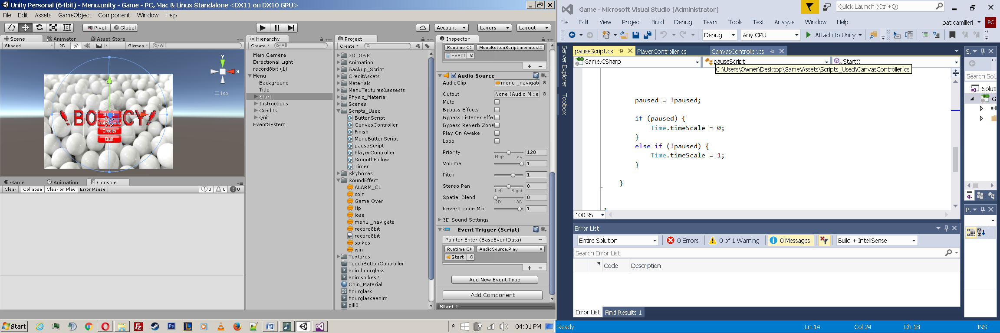 Unity Personal (64bit) - Menu.unity - Game - PC, Mac & Linux Standalone <DX11 on DX10 GPU>
File Edit Assets GameObject Component Window Help
Pivot Global Account Layers Layout
Scene Animator Asset Store
Shaded 2D Gizmos All
y
x
Iso
!BO NCY!
Instructions
Credits
Quit
Game Animation Console
Clear Collapse Clear on Play Error Pause 0 0 0
Hierarchy
Create All
Main Camera
Directional Light
record8bit (1)
Menu
Background
Title
Start
Instructions
Credits
Quit
EventSystem
Project
Create
3D_OBJs
Animation
Backup_Script
CreditAssets
Materials
MenuTextures&assests
Physic_Material
Scenes
Scripts_Used
ButtonScript
CanvasController
Finish
MenuButtonScript
pauseScript
PlayerController
SmoothFollow
Timer
Skyboxes
SoundEffect
ALARM_CL
coin
Game Over
Hp
lose
menu _navigate
record8bit
record8bit
spikes
win
Textures
TouchButtonController
animhourglass
animspikes2
Coin_Material
hourglass
hourglassaanim
pill3
Inspector
Runtime C MenuButtonScript.menutost
Event
+ −
Audio Source
AudioClip menu _navigat
Output None (Audio Mixe
Mute
Bypass Effects
Bypass Listener Effe
Bypass Reverb Zone
Play On Awake
Loop
Priority 128
High Low
Volume 1
Pitch 1
Stereo Pan 0
Left Right
Spatial Blend 0
2D 3D
Reverb Zone Mix 1
3D Sound Settings
Event Trigger (Script)
Pointer Enter (BaseEventData) −
Runtime C AudioSource.Play
Start
+ −
Add New Event Type
Add Component
Start
Start 04:01 PM
Game - Microsoft Visual Studio (Administrator) Quick Launch (Ctrl+Q)
File Edit View Project Build Debug Team Tools Test Analyze Window Help pat camilleri PC
Debug Any CPU Attach to Unity
Server Explorer
Toolbox
pauseScript.cs PlayerController.cs CanvasController.cs
Game.CSharp pauseScript Start()
C:\Users\Owner\Desktop\Game\Assets\Scripts_Used\CanvasController.cs
paused = !paused;
if (paused) {
Time.timeScale = 0;
}
else if (!paused) {
Time.timeScale = 1;
}
}
100 %
S.
Search Solu
Soluti
G
P.
Error List
Entire Solution 0 Errors 0 of 1 Warning 0 Messages Build + IntelliSense
Search Error List
Code Description
Error List Find Results 1
Ready Ln 14 Col 24 Ch 18 INS